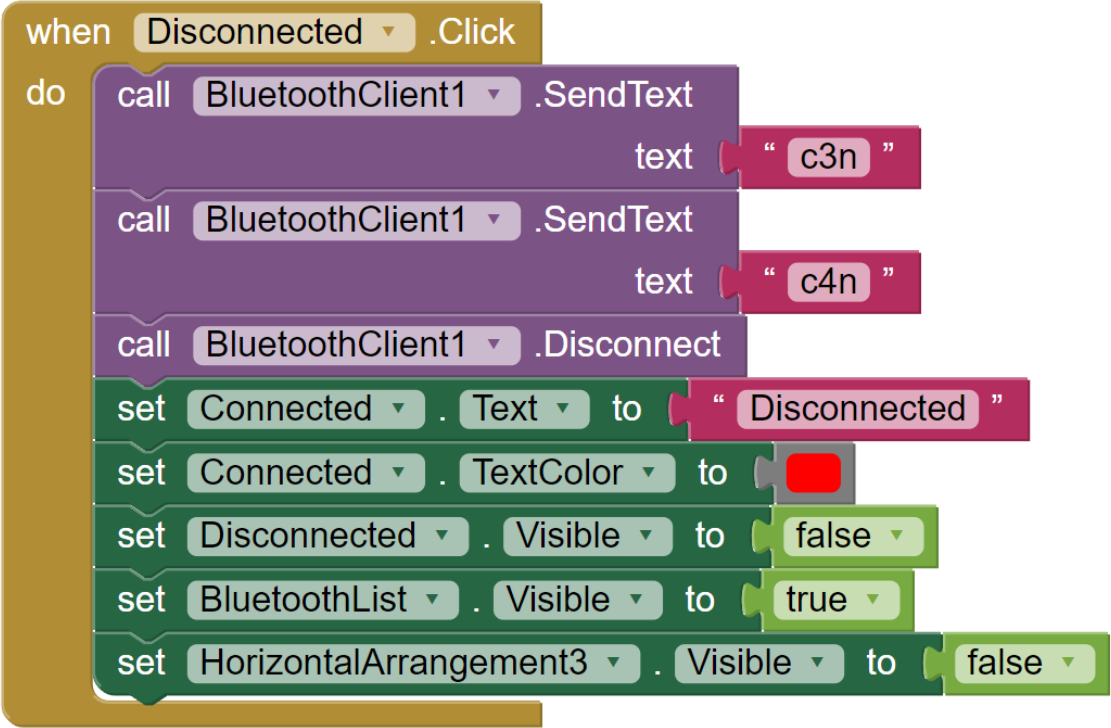 when Disconnected .Click
do call BluetoothClient1 .SendText
text “ c3n ”
call BluetoothClient1 .SendText
text “ c4n ”
call BluetoothClient1 .Disconnect
set Connected . Text to “ Disconnected ”
set Connected . TextColor to
set Disconnected . Visible to false
set BluetoothList . Visible to true
set HorizontalArrangement3 . Visible to false